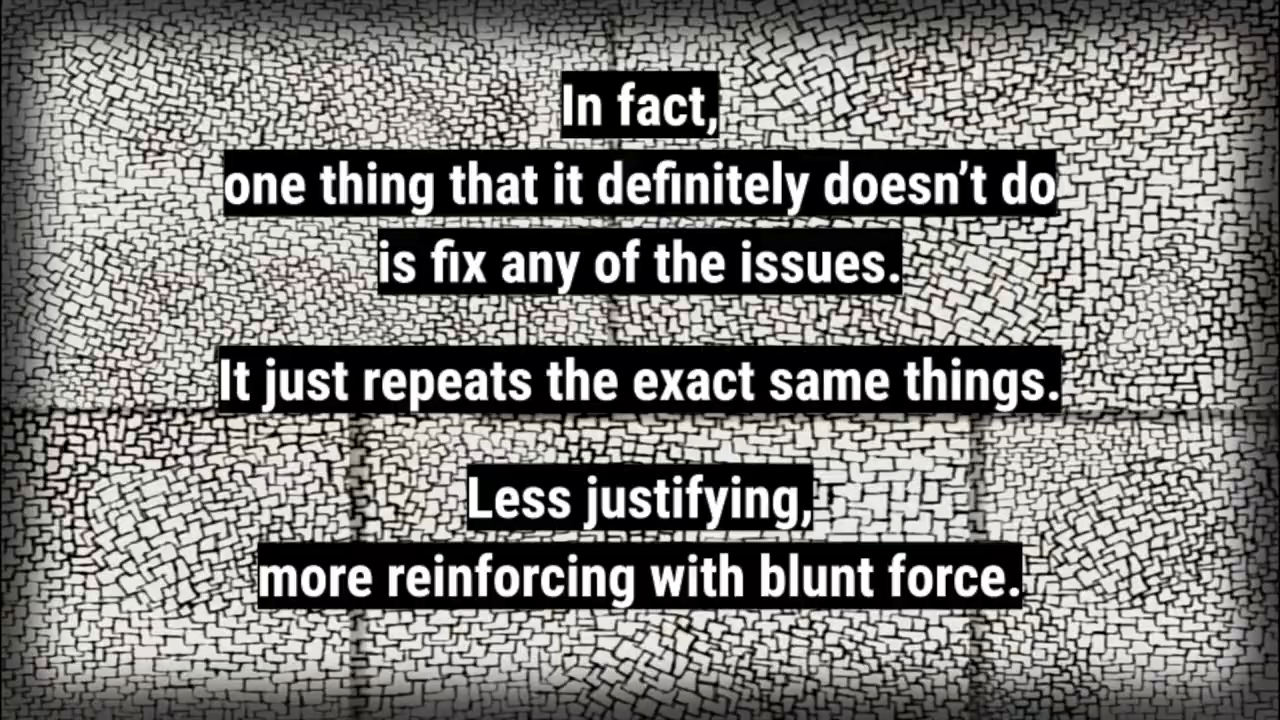 In fact,
one thing that it definitely doesn’t do
is fix any of the issues.
It just repeats the exact same things.
Less justifying,
more reinforcing with blunt force.